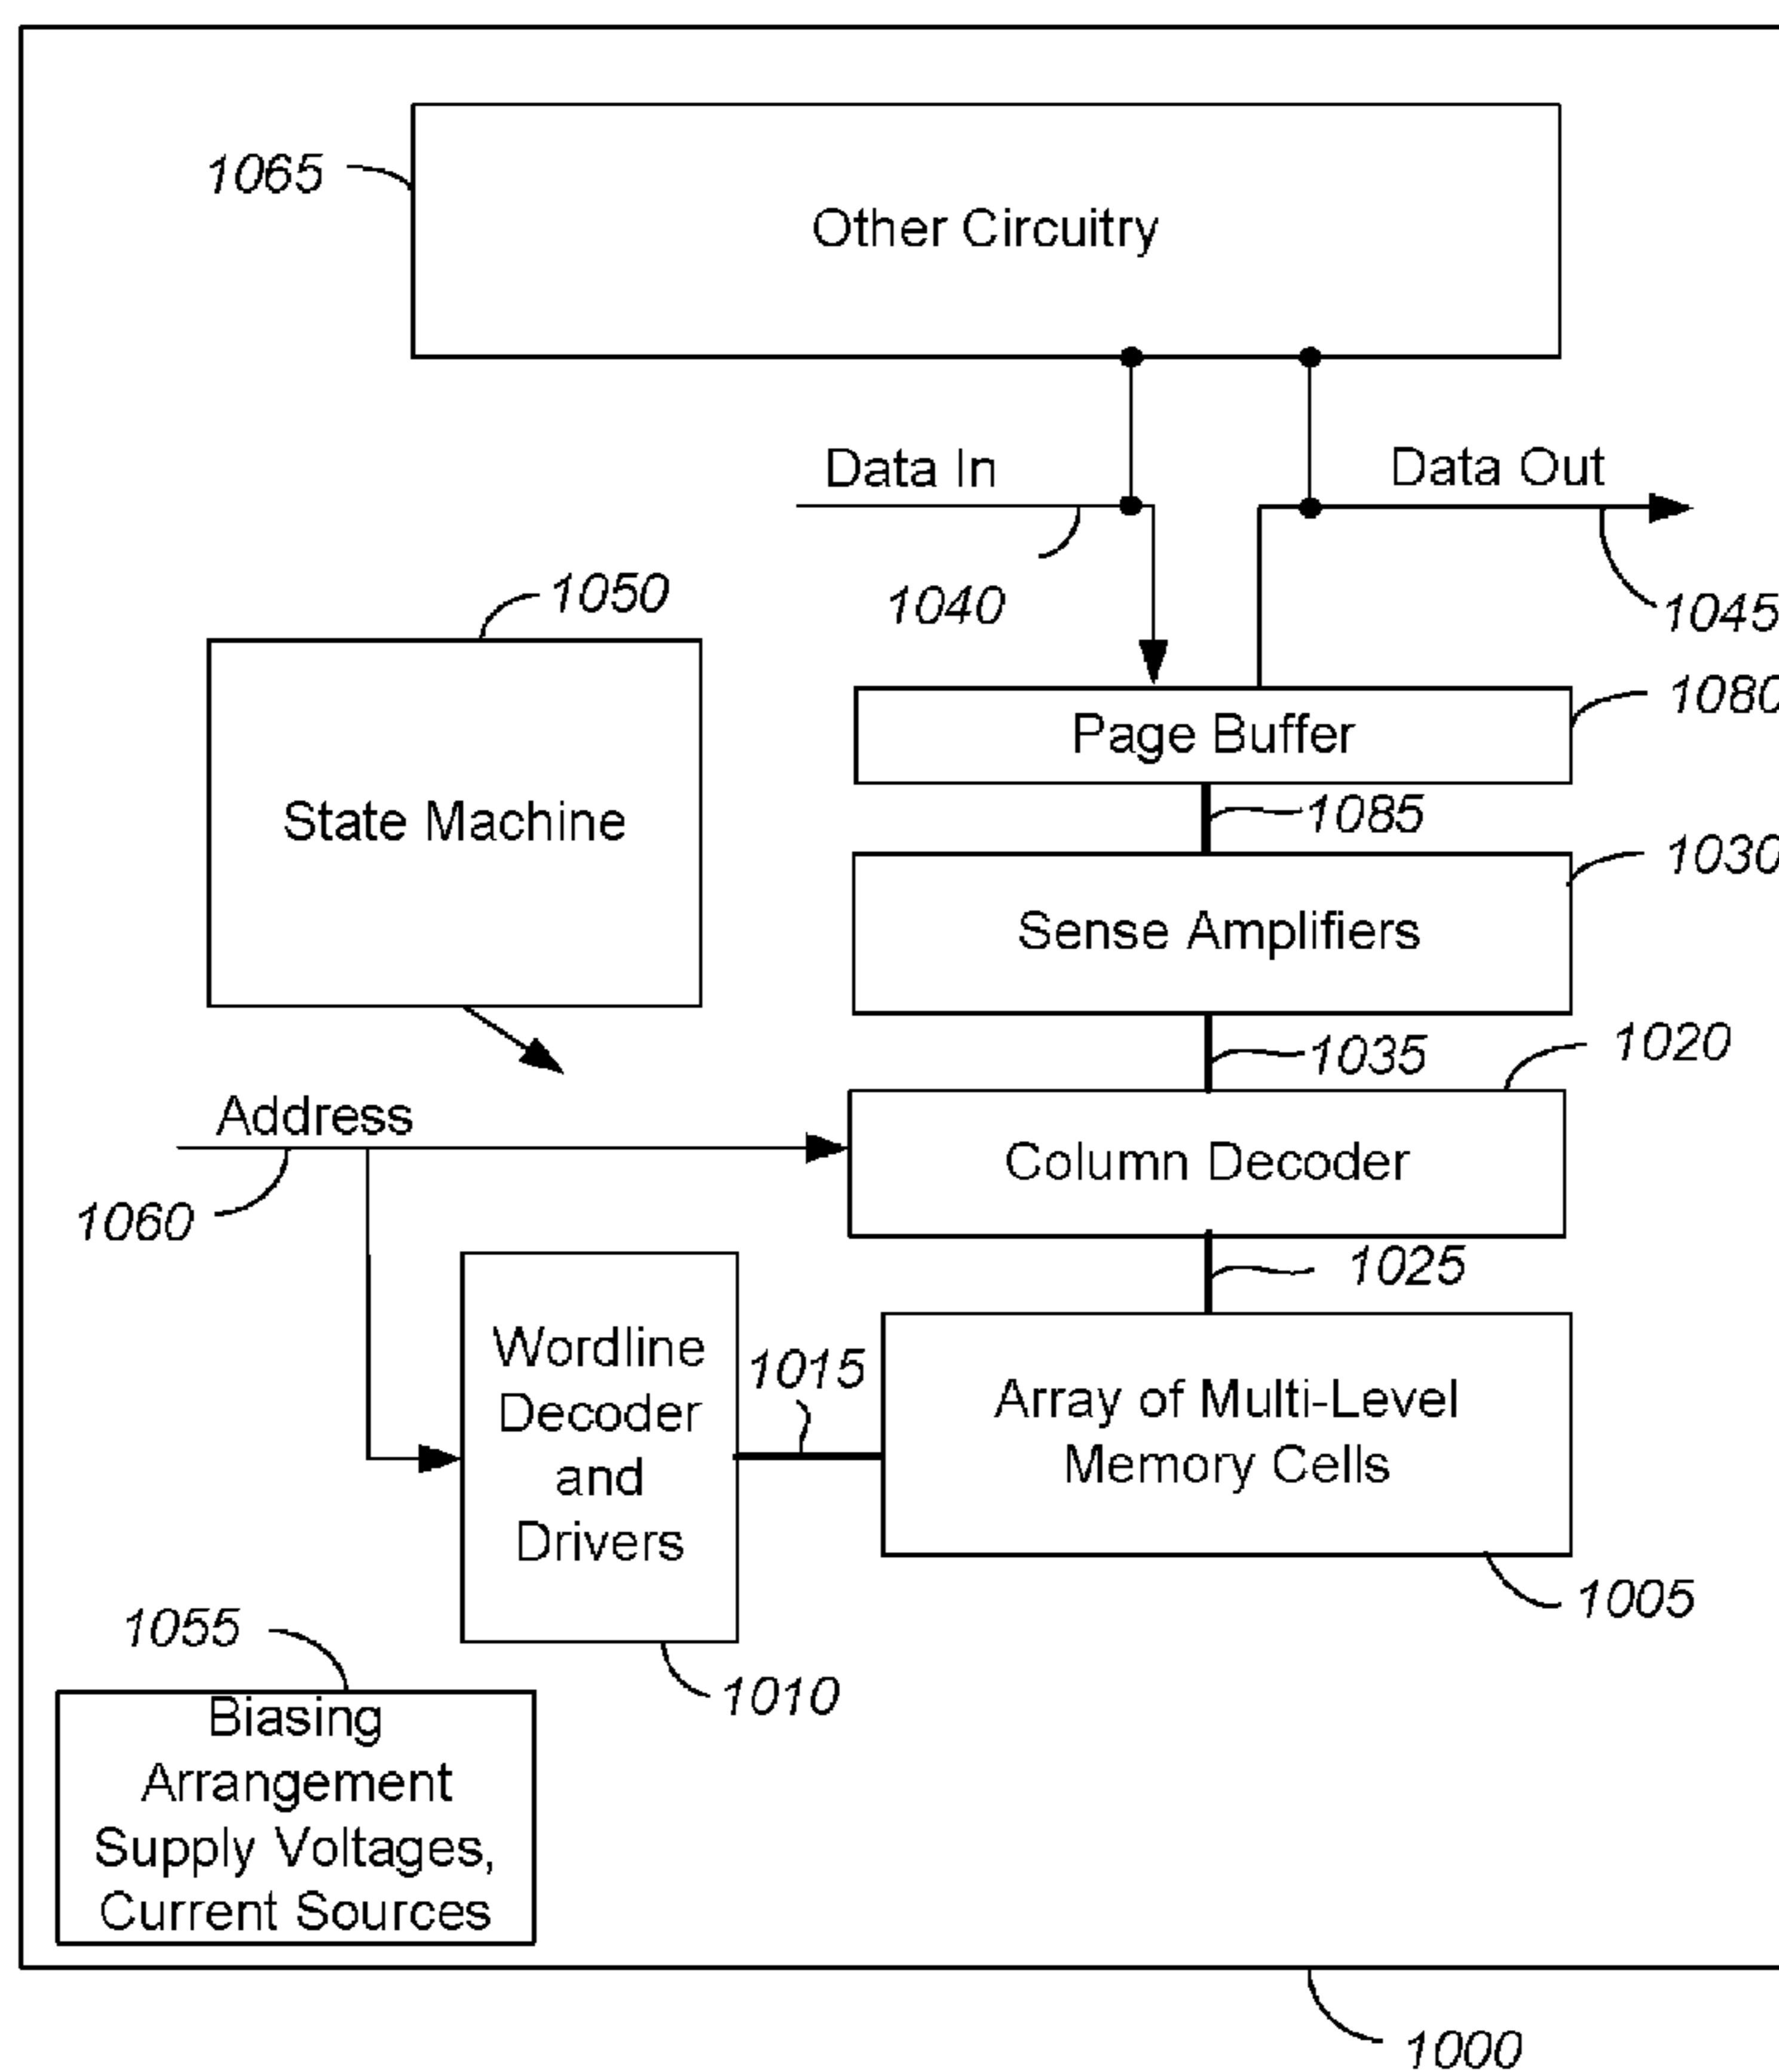 1065
Other Circuitry
Data In
Data Out
1050
1040
1045
1080
Page Buffer
State Machine
1085
1030
Sense Amplifiers
1035
1020
Address
Column Decoder
1060
1025
Wordline
Decoder
and
Drivers
1015
Array of Multi-Level
Memory Cells
1005
1055
1010
Biasing
Arrangement
Supply Voltages,
Current Sources
1000